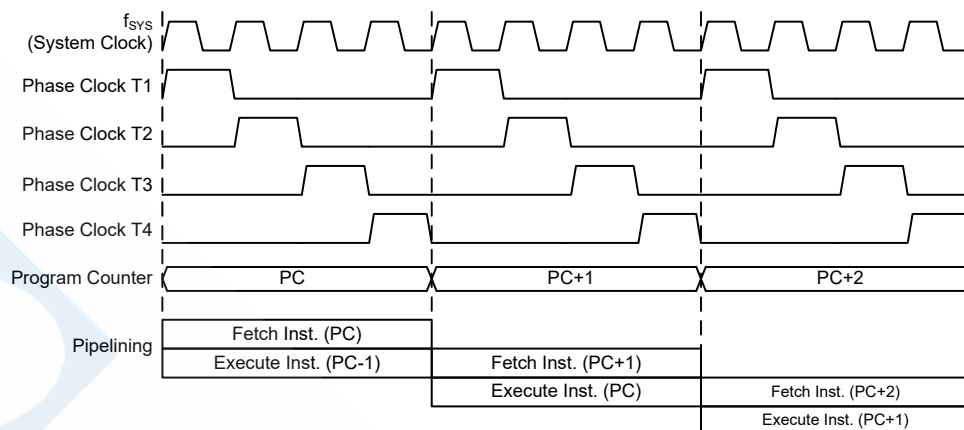 fSYS
(System Clock)
Phase Clock T1
Phase Clock T2
Phase Clock T3
Phase Clock T4
Program Counter PC PC+1 PC+2
Pipelining
Fetch Inst. (PC)
Execute Inst. (PC-1) Fetch Inst. (PC+1)
Execute Inst. (PC) Fetch Inst. (PC+2)
Execute Inst. (PC+1)